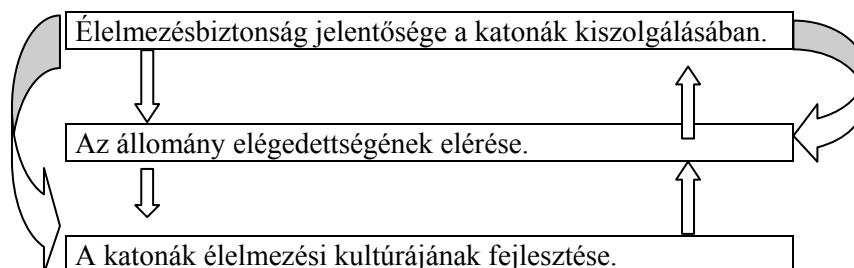 Élelmezésbiztonság jelentősége a katonák kiszolgálásában.
Az állomány elégedettségének elérése.
A katonák élelmezési kultúrájának fejlesztése.